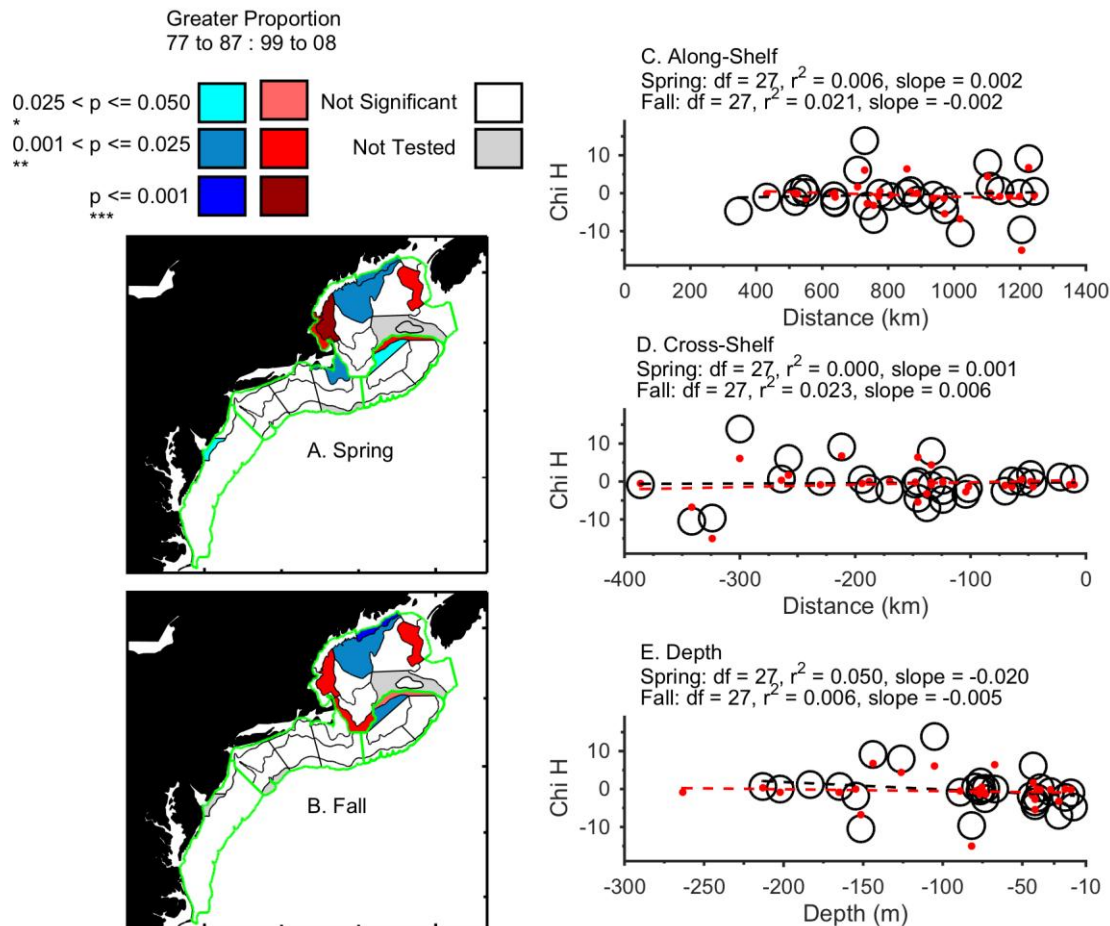 Greater Proportion
77 to 87 : 99 to 08
0.025 < p <= 0.050
*
0.001 < p <= 0.025
**
p <= 0.001
***
Not Significant
Not Tested
A. Spring
B. Fall
C. Along-Shelf
Spring: df = 27, r² = 0.006, slope = 0.002
Fall: df = 27, r² = 0.021, slope = -0.002
Chi H
10
0
-10
0 200 400 600 800 1000 1200 1400
Distance (km)
D. Cross-Shelf
Spring: df = 27, r² = 0.000, slope = 0.001
Fall: df = 27, r² = 0.023, slope = 0.006
Chi H
10
0
-10
-400 -300 -200 -100 0
Distance (km)
E. Depth
Spring: df = 27, r² = 0.050, slope = -0.020
Fall: df = 27, r² = 0.006, slope = -0.005
Chi H
10
0
-10
-300 -250 -200 -150 -100 -50 -10
Depth (m)